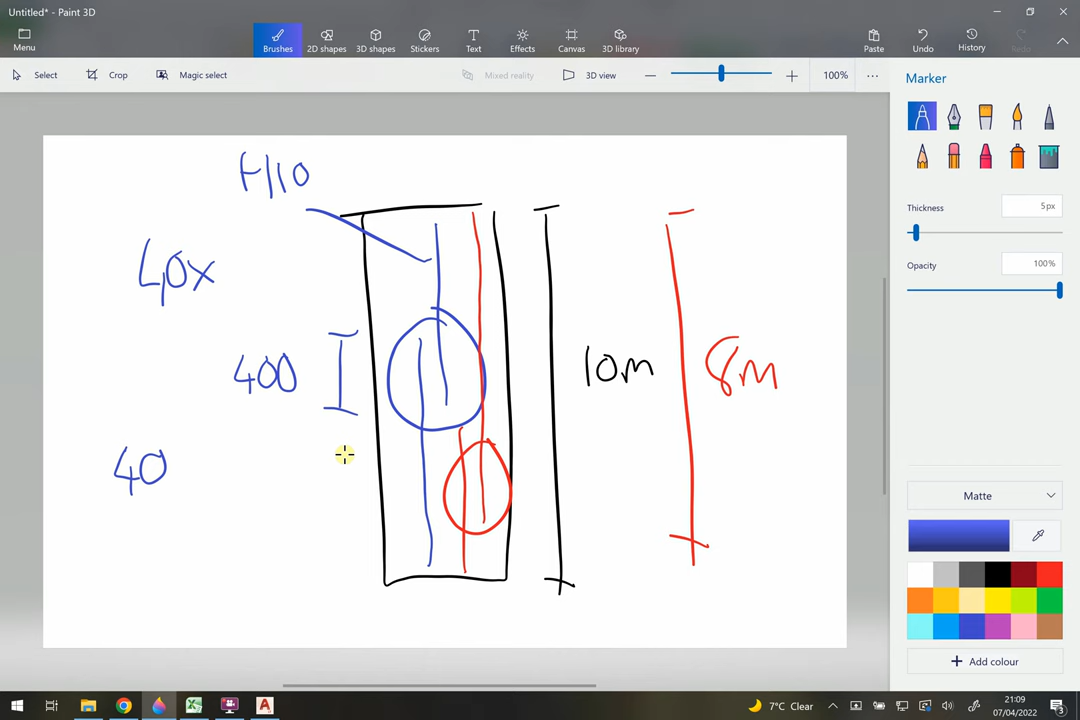 Untitled* - Paint 3D
Menu
Brushes
2D shapes
3D shapes
Stickers
Text
Effects
Canvas
3D library
Paste
Undo
History
Redo
Select
Crop
Magic select
Mixed reality
3D view
100%
Marker
Thickness
5px
Opacity
100%
Matte
Add colour
H10
40x
400
40
10m
8m
7°C Clear
21:09
07/04/2022
3